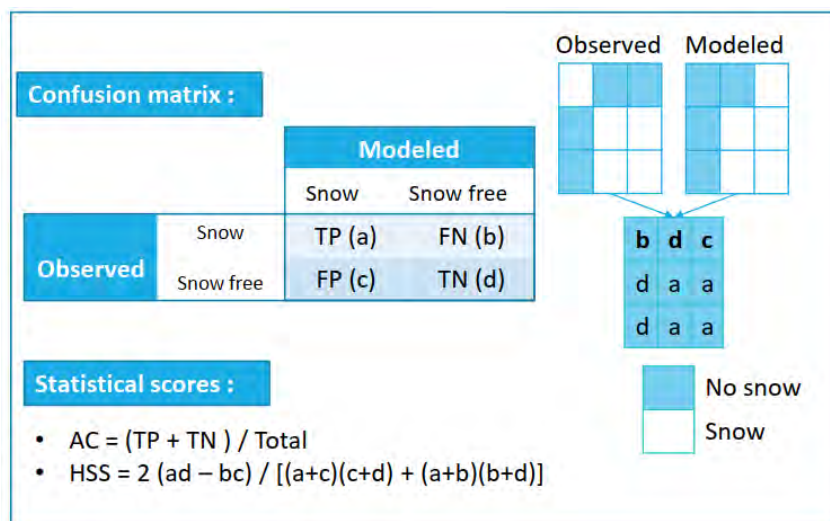 Observed Modeled
Confusion matrix :
Modeled
Snow Snow free
Observed
Snow TP (a) FN (b)
Snow free FP (c) TN (d)
b d c
d a a
d a a
No snow
Snow
Statistical scores :
• AC = (TP + TN ) / Total
• HSS = 2 (ad – bc) / [(a+c)(c+d) + (a+b)(b+d)]